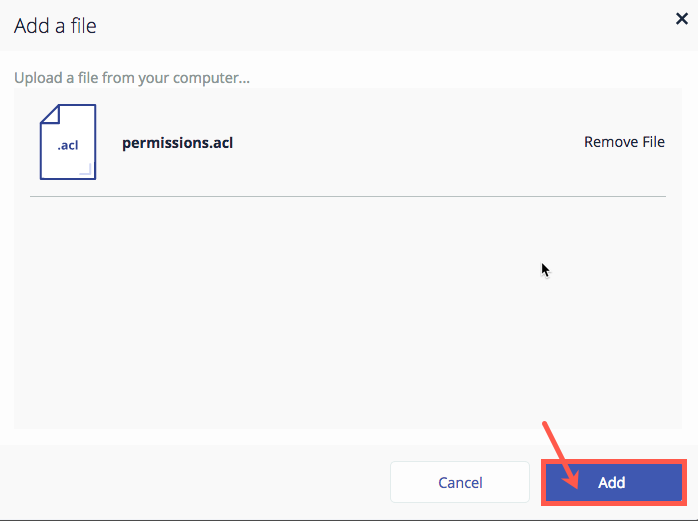 Add a file
Upload a file from your computer...
.acl
permissions.acl
Remove File
Cancel
Add